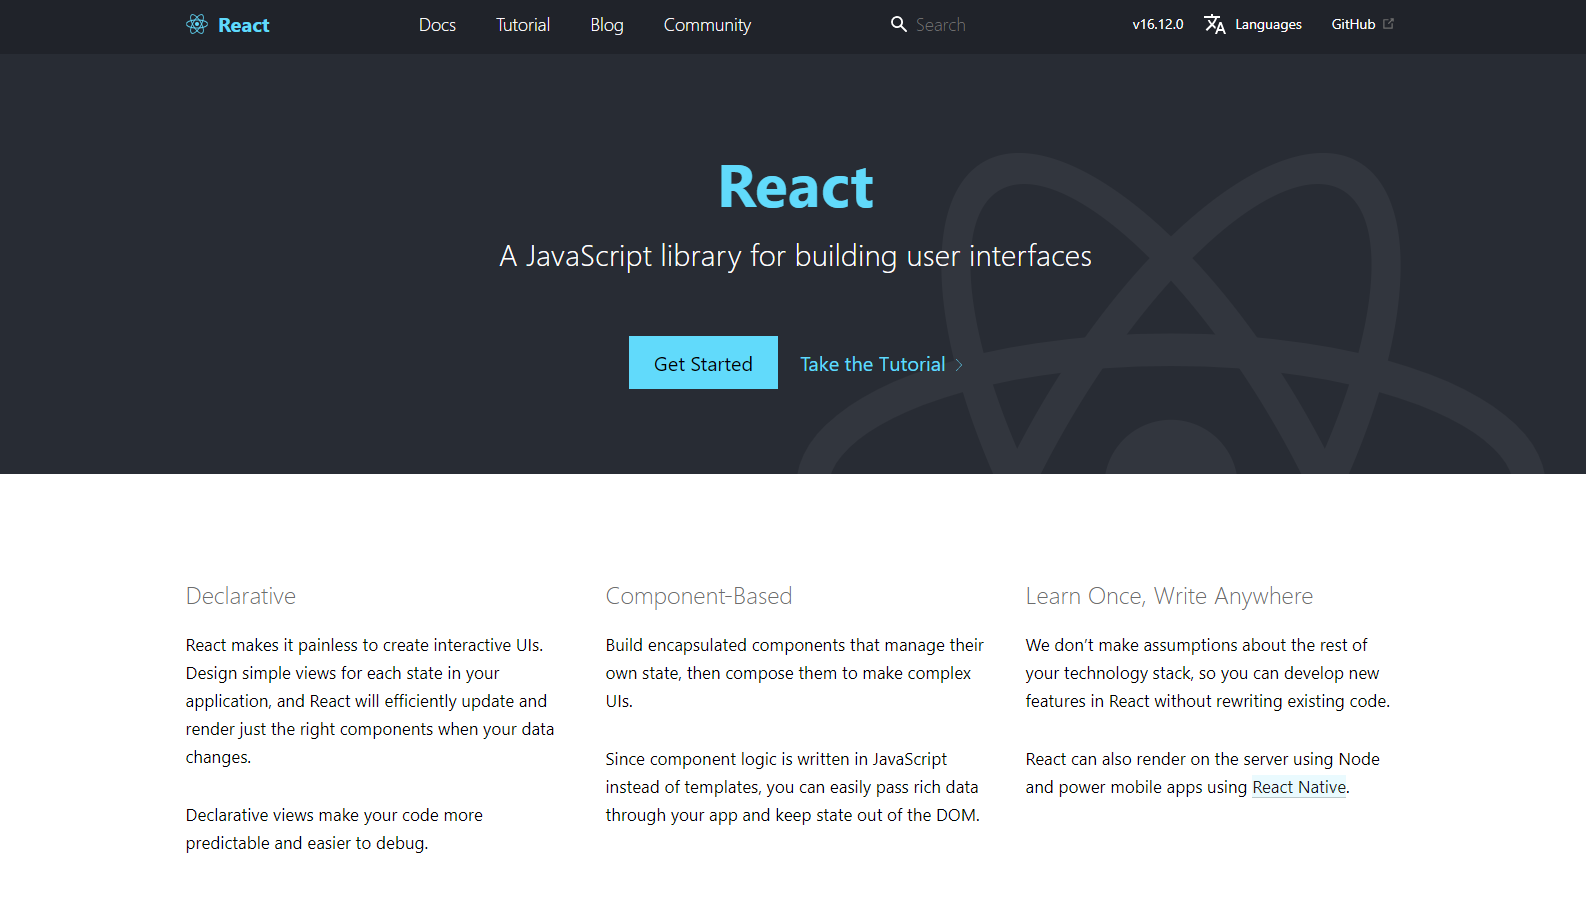 React
Docs
Tutorial
Blog
Community
Search
v16.12.0
Languages
GitHub
React
A JavaScript library for building user interfaces
Get Started
Take the Tutorial
Declarative
React makes it painless to create interactive UIs.
Design simple views for each state in your
application, and React will efficiently update and
render just the right components when your data
changes.
Declarative views make your code more
predictable and easier to debug.
Component-Based
Build encapsulated components that manage their
own state, then compose them to make complex
UIs.
Since component logic is written in JavaScript
instead of templates, you can easily pass rich data
through your app and keep state out of the DOM.
Learn Once, Write Anywhere
We don’t make assumptions about the rest of
your technology stack, so you can develop new
features in React without rewriting existing code.
React can also render on the server using Node
and power mobile apps using React Native.